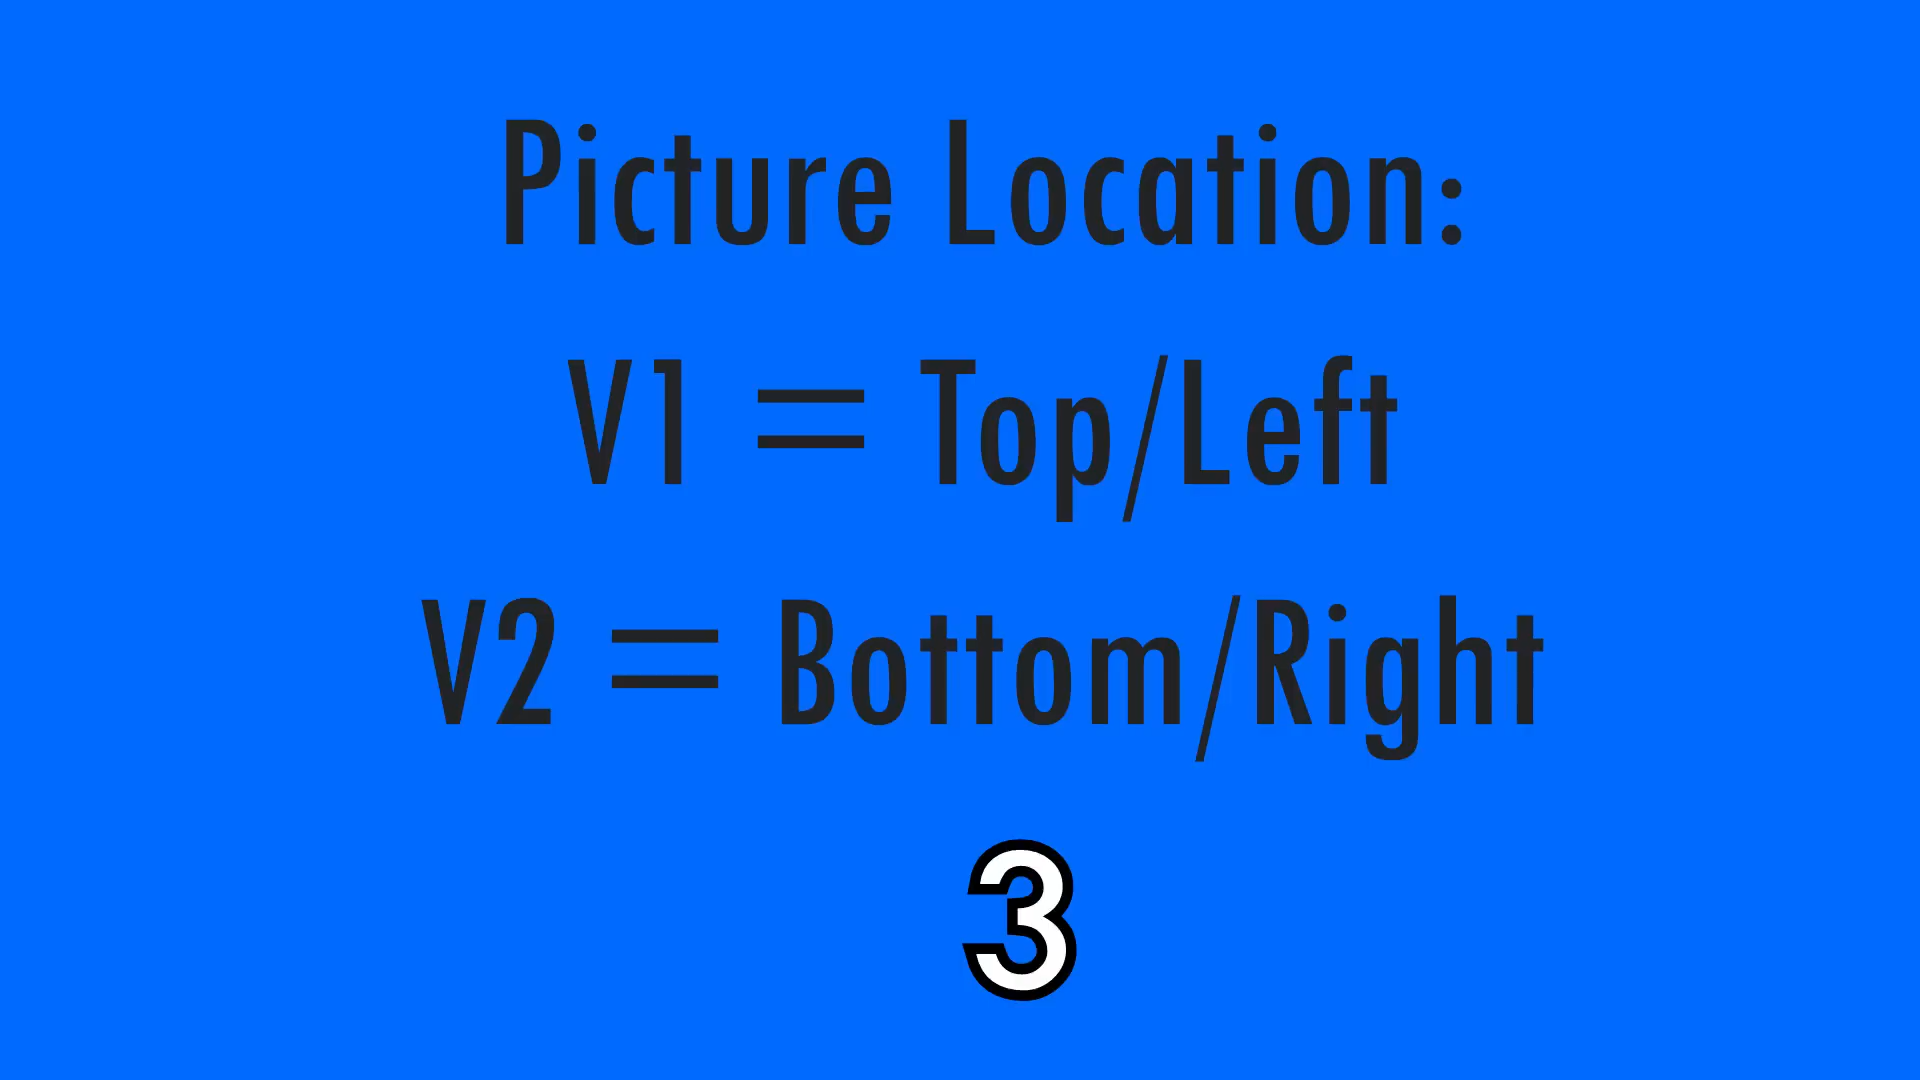 Picture Location:
V1 = Top/Left
V2 = Bottom/Right
3